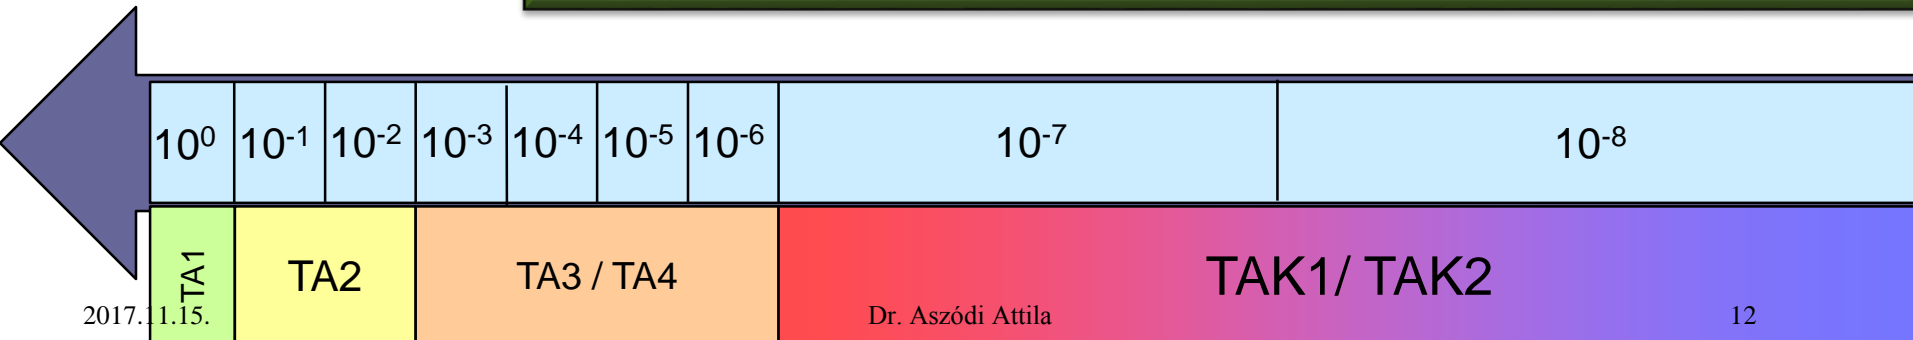 10⁰ 10⁻¹ 10⁻² 10⁻³ 10⁻⁴ 10⁻⁵ 10⁻⁶ 10⁻⁷ 10⁻⁸
TA1 TA2 TA3 / TA4 TAK1/ TAK2
2017.11.15. Dr. Aszódi Attila 12